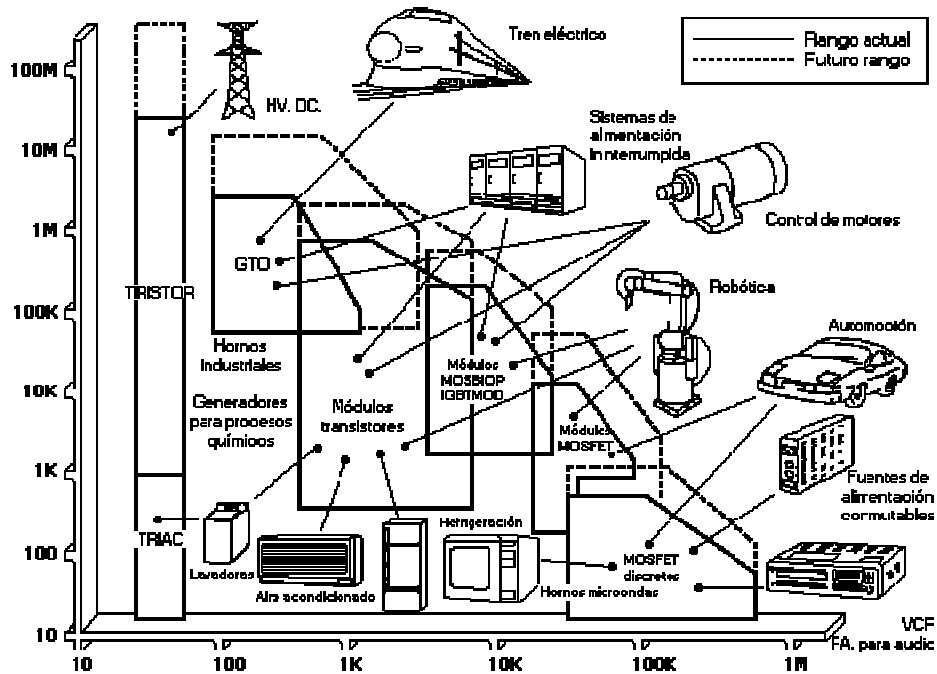 Tren eléctrico
Rango actual
Futuro rango
100M
HV. DC.
Sistemas de
alimentación
Innterrumpida
10M
Control de motores
1M
GTO
TIRISTOR
Robótica
100K
Automoción
Hornos
Industriales
Módulos
MOSBIOP
IGBTMOD
10K
Generadores
para procesos
químicos
Módulos
transistores
Módulos
MOSFET
1K
Fuentes de
alimentación
conmutables
Refrigeración
TRIAC
100
MOSFET
discretes
Lavadoras
Aire acondicionado
Hornos microondas
10
VCF
FA. para audio
10
100
1K
10K
100K
1M